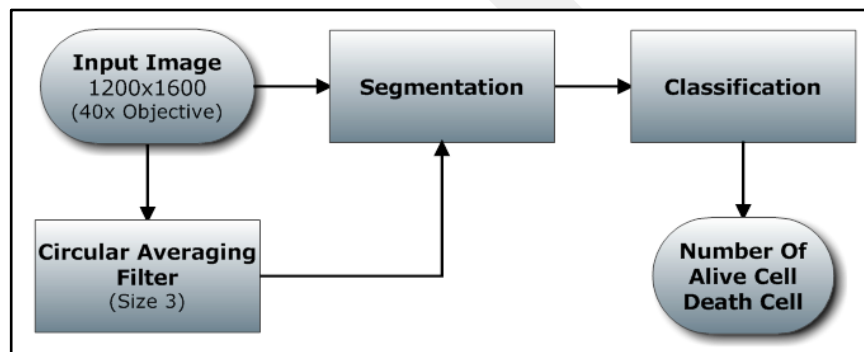 Input Image
1200x1600
(40x Objective)
Segmentation
Classification
Circular Averaging
Filter
(Size 3)
Number Of
Alive Cell
Death Cell